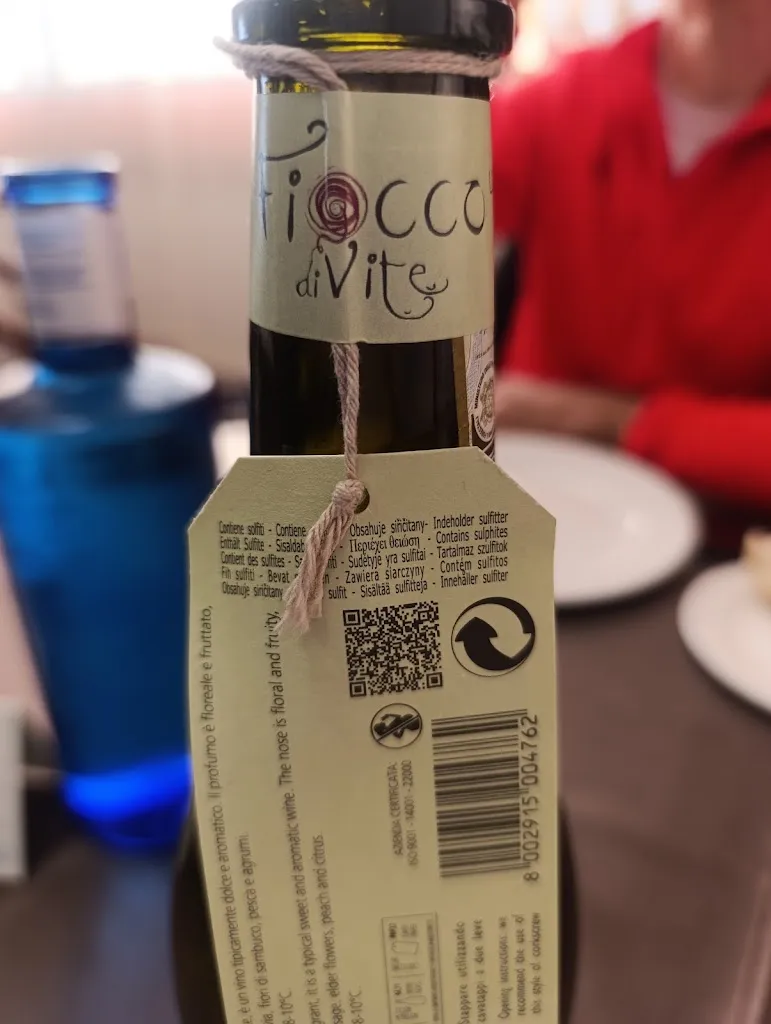 Fiocco
di Vite
Contiene solfiti - Contiene Obsahuje siřičitany- Indeholder sulfitter
Enthält Sulfite - Περιέχει θειώδη - Contains sulphites
Contient des sulfites - Sudėtyje yra sulfitai - Tartalmaz szulfitok
Fih sulfiti - Bevat - Zawiera siarczyny - Contém sulfitos
Obsahuje siričitany sulfit - Sisältää sulfitteja - Innehåller sulfiter
e, è un vino tipicamente dolce e aromatico. Il profumo è floreale e fruttato,
fiori di sambuco, pesca e agrumi.
8-10°C.
it is a typical sweet and aromatic wine. The nose is floral and fruity,
elder flowers, peach and citrus.
8-10°C.
AZIENDA CERTIFICATA
ISO 9001 - 14001 - 22000
8 002915 004762
Stappare utilizzando
cavatappi a due leve
Opening instructions: we
recommend the use of
corkscrew